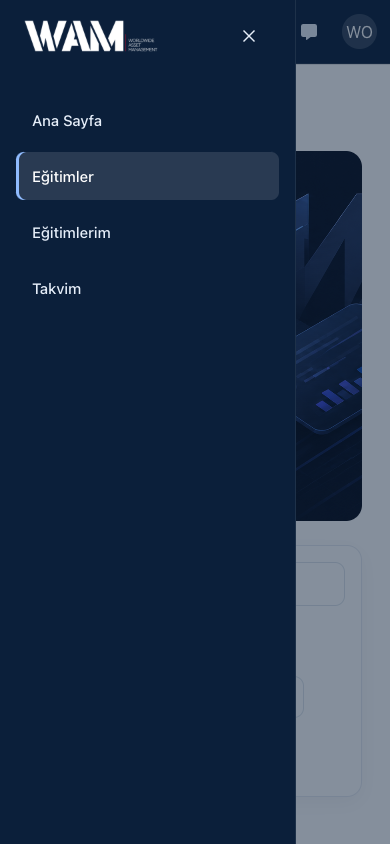 WAM
WORLDWIDE
ASSET
MANAGEMENT
WO
Ana Sayfa
Eğitimler
Eğitimlerim
Takvim